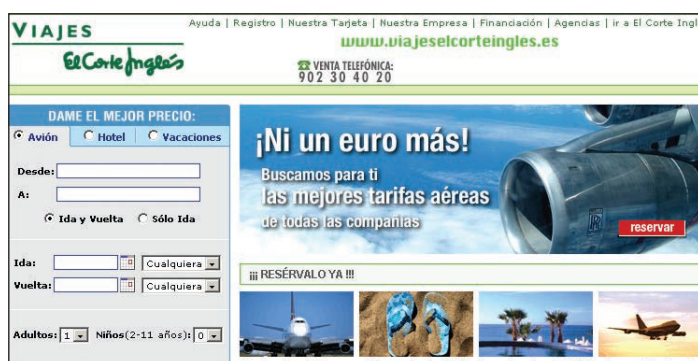 VIAJES
El Corte Inglés
Ayuda | Registro | Nuestra Tarjeta | Nuestra Empresa | Financiación | Agencias | ir a El Corte Ingl
www.viajeselcorteingles.es
VENTA TELEFÓNICA:
902 30 40 20
DAME EL MEJOR PRECIO:
Avión Hotel Vacaciones
Desde:
A:
Ida y Vuelta Sólo Ida
Ida: Cualquiera
Vuelta: Cualquiera
Adultos: 1 Niños(2-11 años): 0
¡Ni un euro más!
Buscamos para ti
las mejores tarifas aéreas
de todas las compañias
reservar
¡¡¡ RESÉRVALO YA !!!